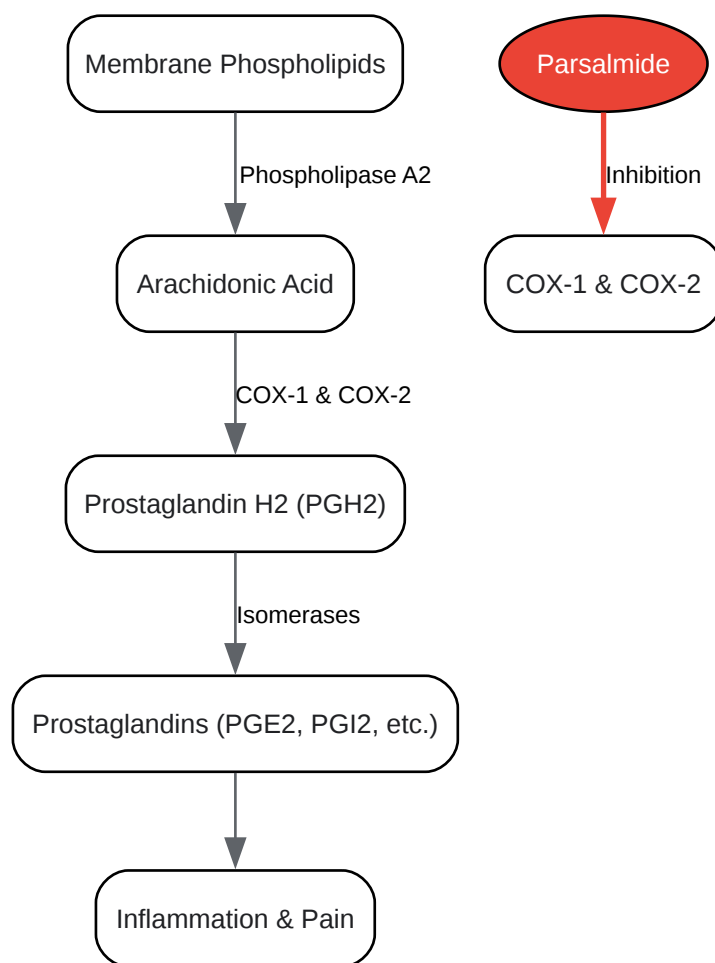 Membrane Phospholipids
Parsalmide
Phospholipase A2
Inhibition
Arachidonic Acid
COX-1 & COX-2
COX-1 & COX-2
Prostaglandin H2 (PGH2)
Isomerases
Prostaglandins (PGE2, PGI2, etc.)
Inflammation & Pain